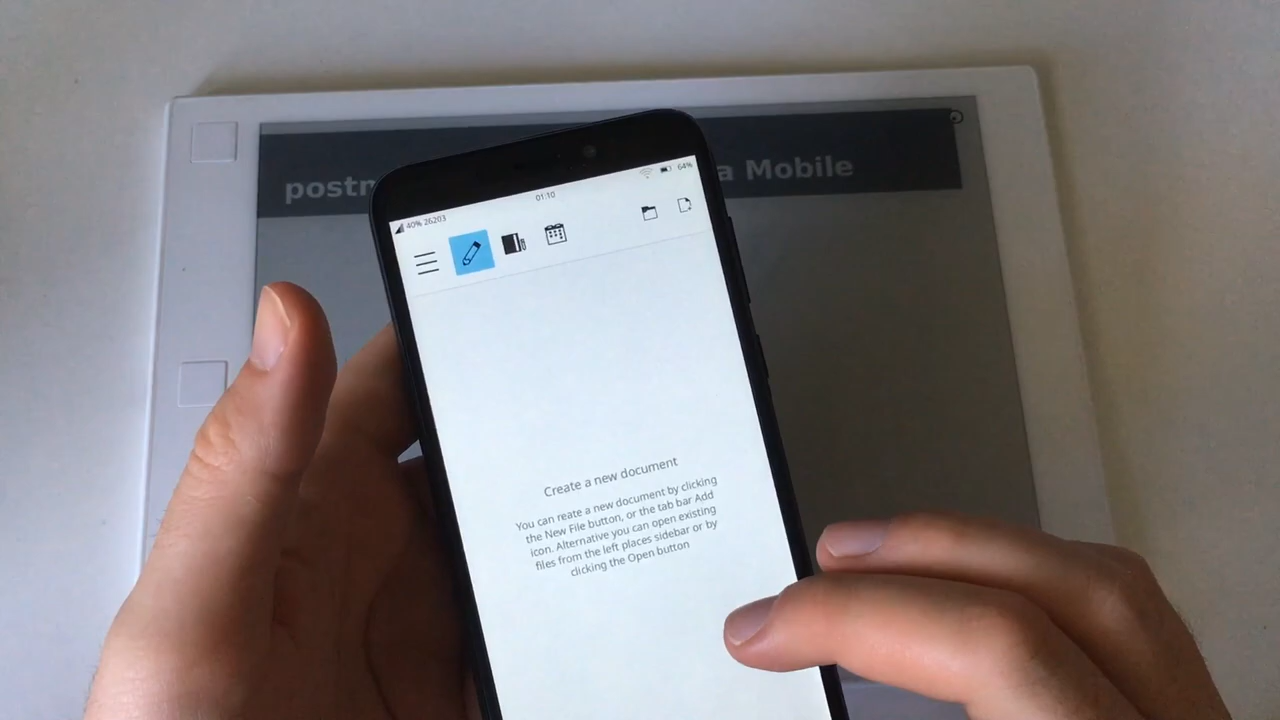 postm
a Mobile
40% 26203
01:10
64%
Create a new document
You can reate a new document by clicking
the New File button, or the tab bar Add
icon. Alternative you can open existing
files from the left places sidebar or by
clicking the Open button